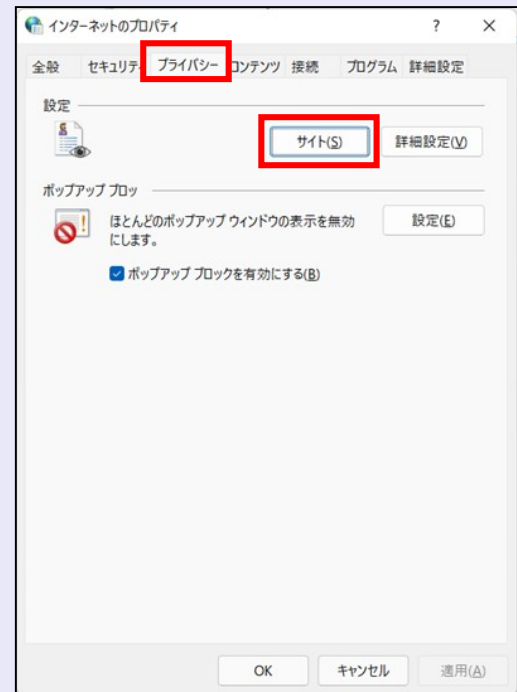 インターネットのプロパティ
?
×
全般 セキュリティ プライバシー コンテンツ 接続 プログラム 詳細設定
設定
サイト(S) 詳細設定(V)
ポップアップ ブロッ
ほとんどのポップアップ ウィンドウの表示を無効
にします。
設定(E)
ポップアップ ブロックを有効にする(B)
OK キャンセル 適用(A)